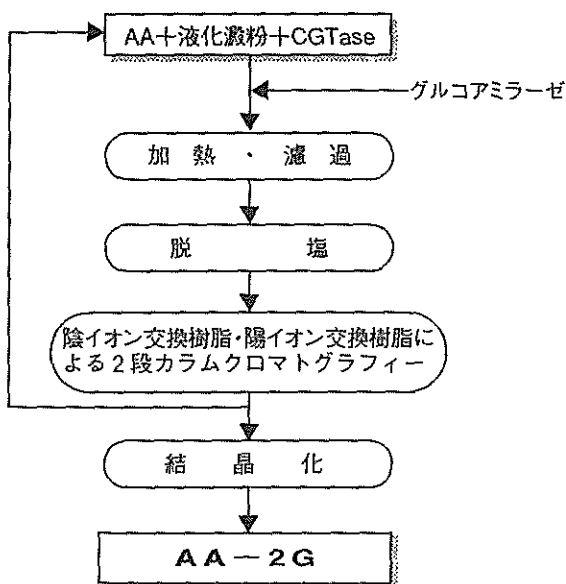 AA+液化澱粉+CGTase
グルコアミラーゼ
加熱・濾過
脱塩
陰イオン交換樹脂・陽イオン交換樹脂に
よる2段カラムクロマトグラフィー
結晶化
AA-2G